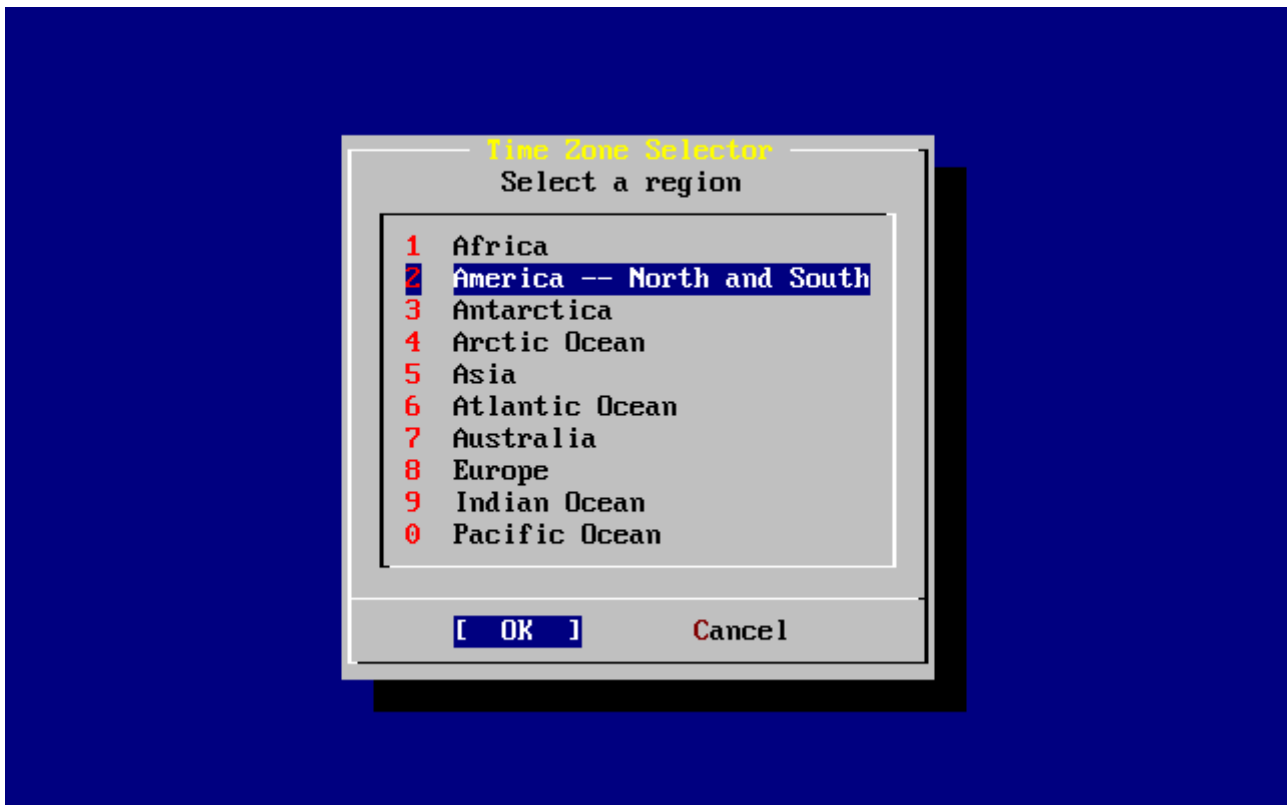 Time Zone Selector
Select a region
1 Africa
2 America -- North and South
3 Antarctica
4 Arctic Ocean
5 Asia
6 Atlantic Ocean
7 Australia
8 Europe
9 Indian Ocean
0 Pacific Ocean
[ OK ] Cancel